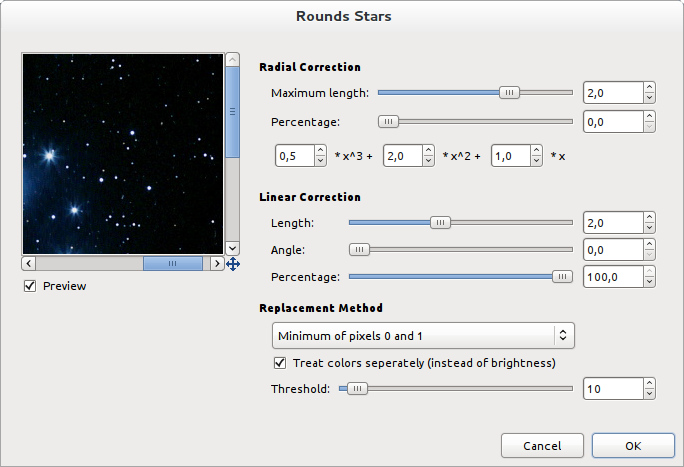 Rounds Stars
Radial Correction
Maximum length: 2,0
Percentage: 0,0
0,5 * x^3 + 2,0 * x^2 + 1,0 * x
Linear Correction
Length: 2,0
Angle: 0,0
Percentage: 100,0
Preview
Replacement Method
Minimum of pixels 0 and 1
Treat colors seperately (instead of brightness)
Threshold: 10
Cancel OK